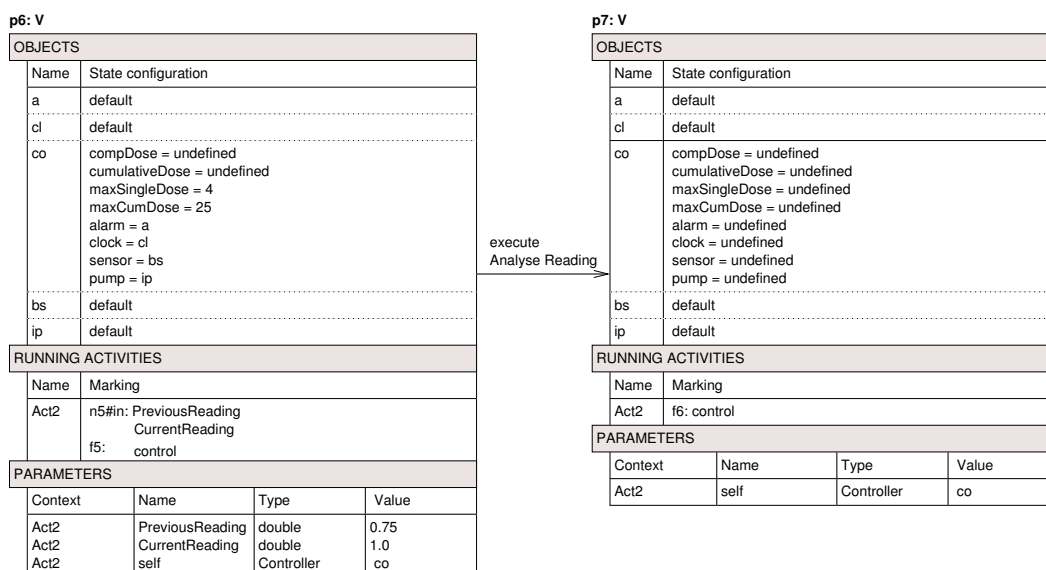 p6: V
OBJECTS
Name State configuration
a default
cl default
co compDose = undefined
cumulativeDose = undefined
maxSingleDose = 4
maxCumDose = 25
alarm = a
clock = cl
sensor = bs
pump = ip
bs default
ip default
RUNNING ACTIVITIES
Name Marking
Act2 n5#in: PreviousReading
CurrentReading
f5: control
PARAMETERS
Context Name Type Value
Act2 PreviousReading double 0.75
Act2 CurrentReading double 1.0
Act2 self Controller co
execute
Analyse Reading
p7: V
OBJECTS
Name State configuration
a default
cl default
co compDose = undefined
cumulativeDose = undefined
maxSingleDose = undefined
maxCumDose = undefined
alarm = undefined
clock = undefined
sensor = undefined
pump = undefined
bs default
ip default
RUNNING ACTIVITIES
Name Marking
Act2 f6: control
PARAMETERS
Context Name Type Value
Act2 self Controller co